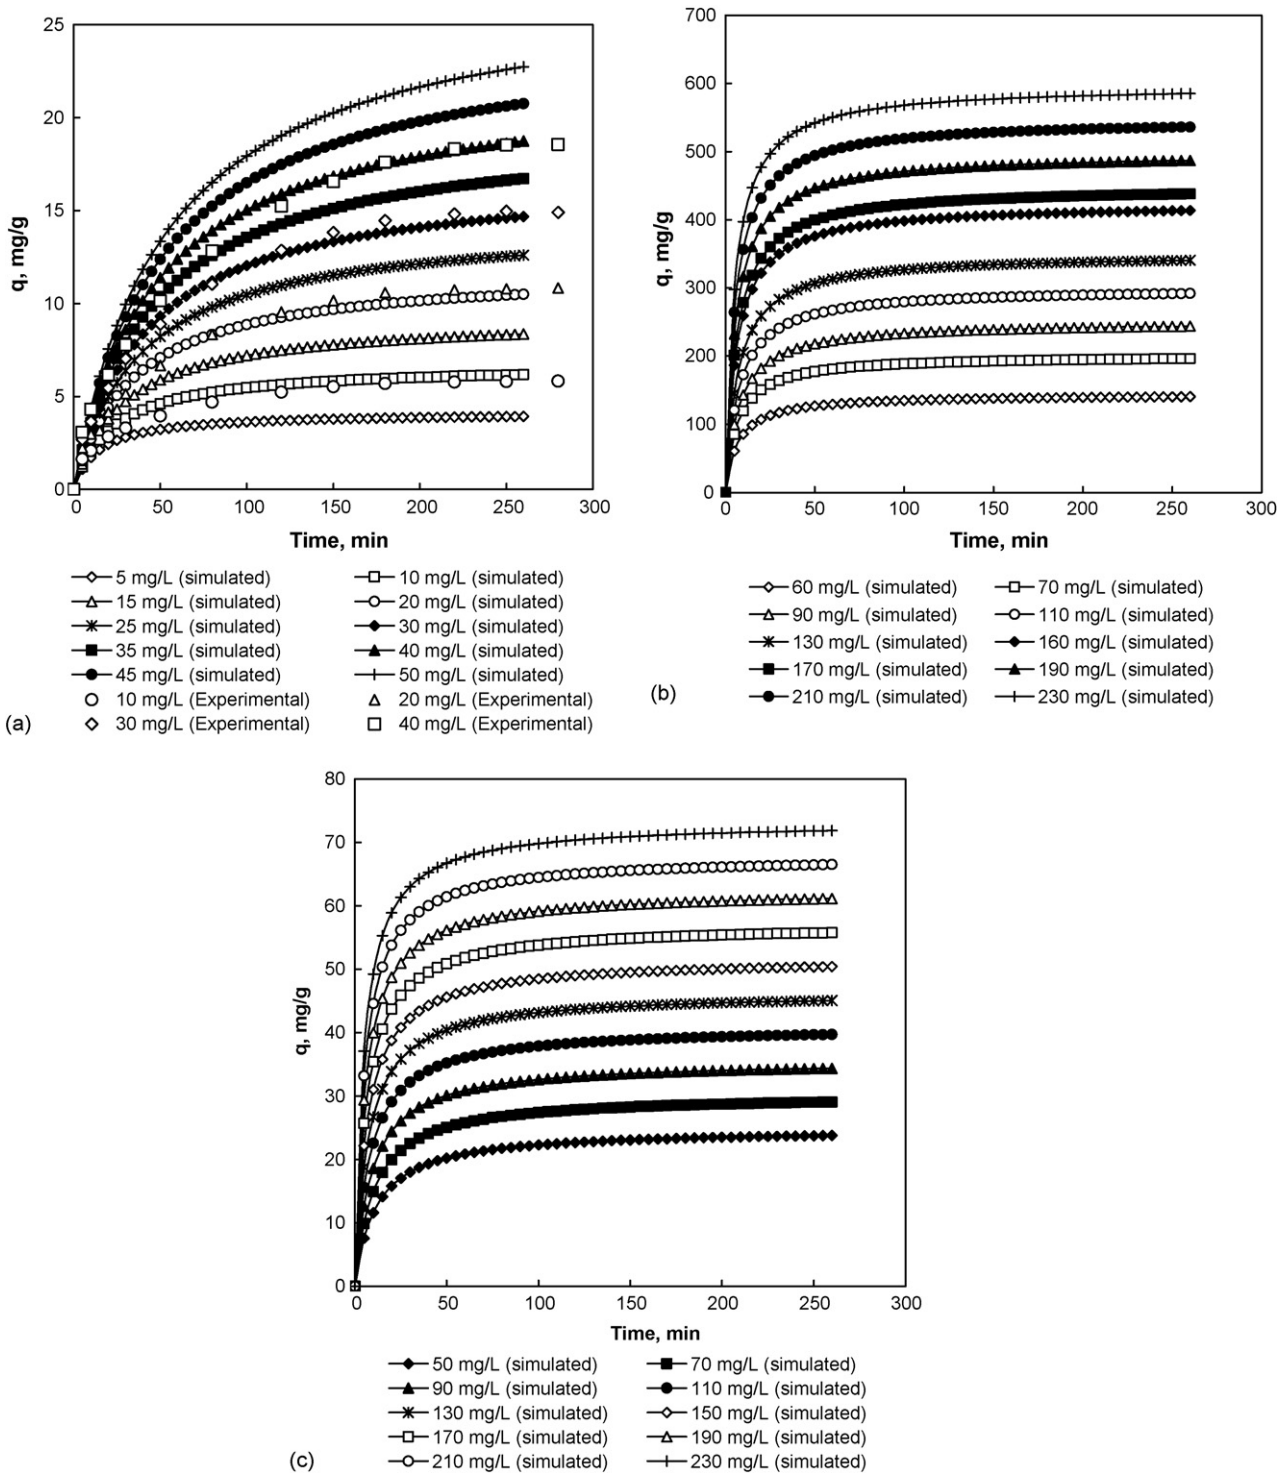 25
20
15
10
5
0
q, mg/g
0 50 100 150 200 250 300
Time, min
5 mg/L (simulated) 10 mg/L (simulated)
15 mg/L (simulated) 20 mg/L (simulated)
25 mg/L (simulated) 30 mg/L (simulated)
35 mg/L (simulated) 40 mg/L (simulated)
45 mg/L (simulated) 50 mg/L (simulated)
10 mg/L (Experimental) 20 mg/L (Experimental)
30 mg/L (Experimental) 40 mg/L (Experimental)
(a)
700
600
500
400
300
200
100
0
q, mg/g
0 50 100 150 200 250 300
Time, min
60 mg/L (simulated) 70 mg/L (simulated)
90 mg/L (simulated) 110 mg/L (simulated)
130 mg/L (simulated) 160 mg/L (simulated)
170 mg/L (simulated) 190 mg/L (simulated)
210 mg/L (simulated) 230 mg/L (simulated)
(b)
80
70
60
50
40
30
20
10
0
q, mg/g
0 50 100 150 200 250 300
Time, min
50 mg/L (simulated) 70 mg/L (simulated)
90 mg/L (simulated) 110 mg/L (simulated)
130 mg/L (simulated) 150 mg/L (simulated)
170 mg/L (simulated) 190 mg/L (simulated)
210 mg/L (simulated) 230 mg/L (simulated)
(c)